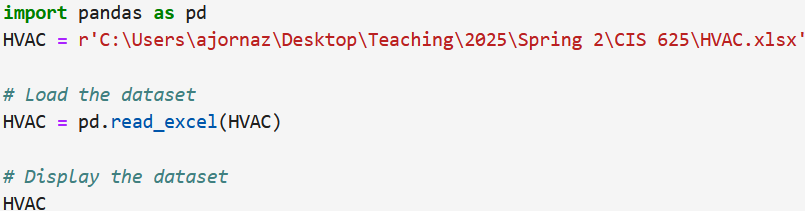 import pandas as pd
HVAC = r'C:\Users\ajornaz\Desktop\Teaching\2025\Spring 2\CIS 625\HVAC.xlsx'
# Load the dataset
HVAC = pd.read_excel(HVAC)
# Display the dataset
HVAC